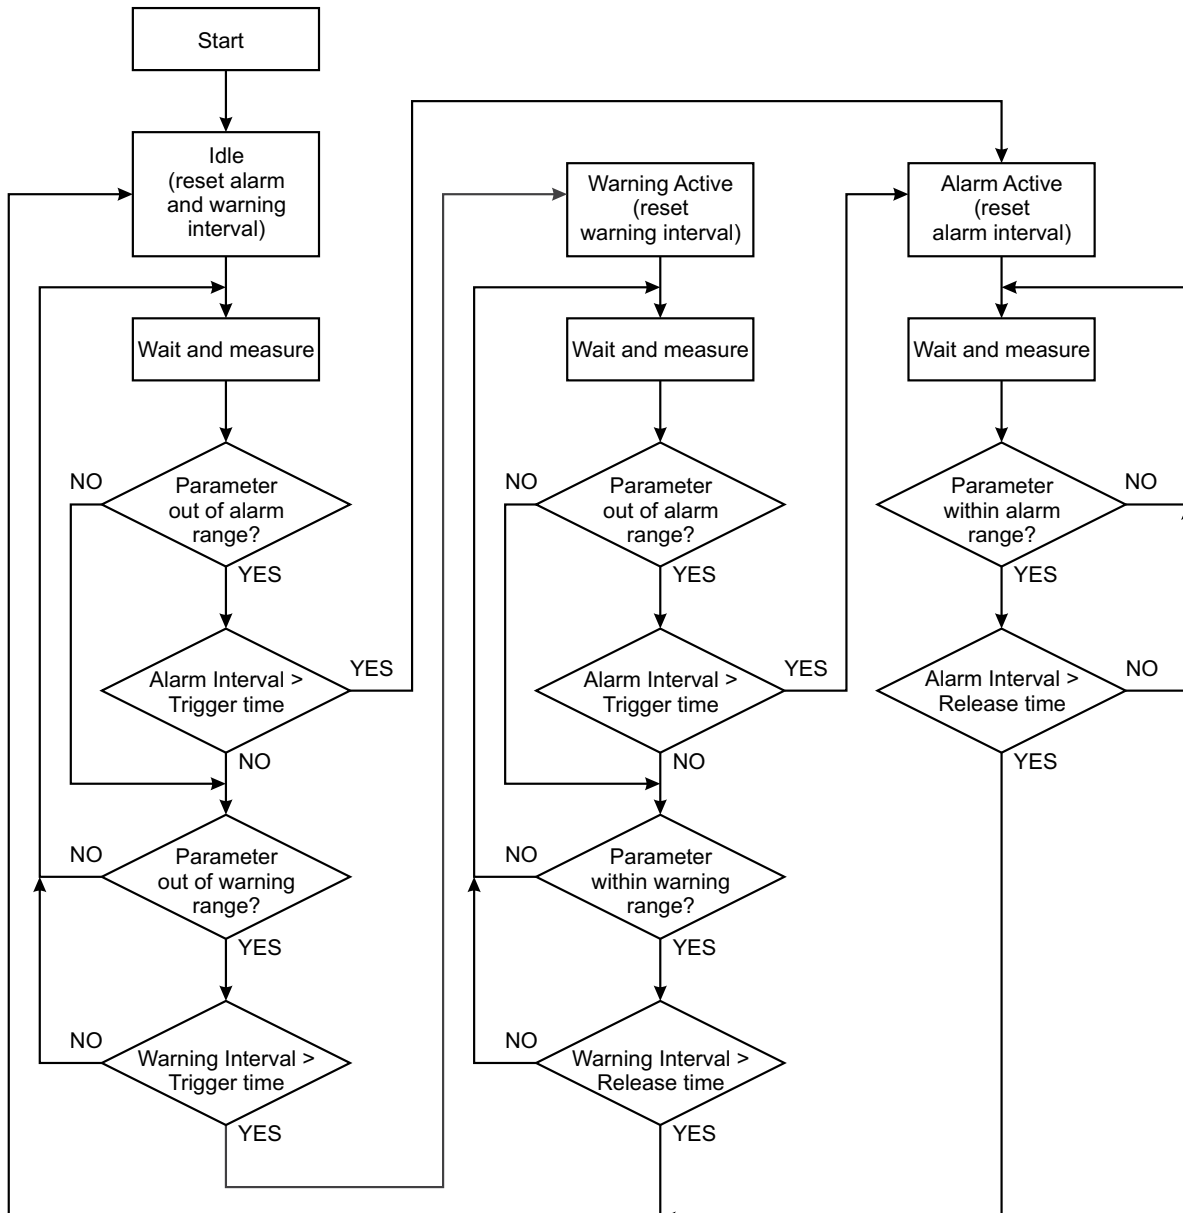 Start
Idle
(reset alarm
and warning
interval)
Wait and measure
NO
Parameter
out of alarm
range?
YES
Alarm Interval >
Trigger time
YES
NO
NO
Parameter
out of warning
range?
YES
NO
Warning Interval >
Trigger time
YES
Warning Active
(reset
warning interval)
Wait and measure
NO
Parameter
out of alarm
range?
YES
Alarm Interval >
Trigger time
YES
NO
NO
Parameter
within warning
range?
YES
NO
Warning Interval >
Release time
YES
Alarm Active
(reset
alarm interval)
Wait and measure
Parameter
within alarm
range?
NO
YES
Alarm Interval >
Release time
NO
YES